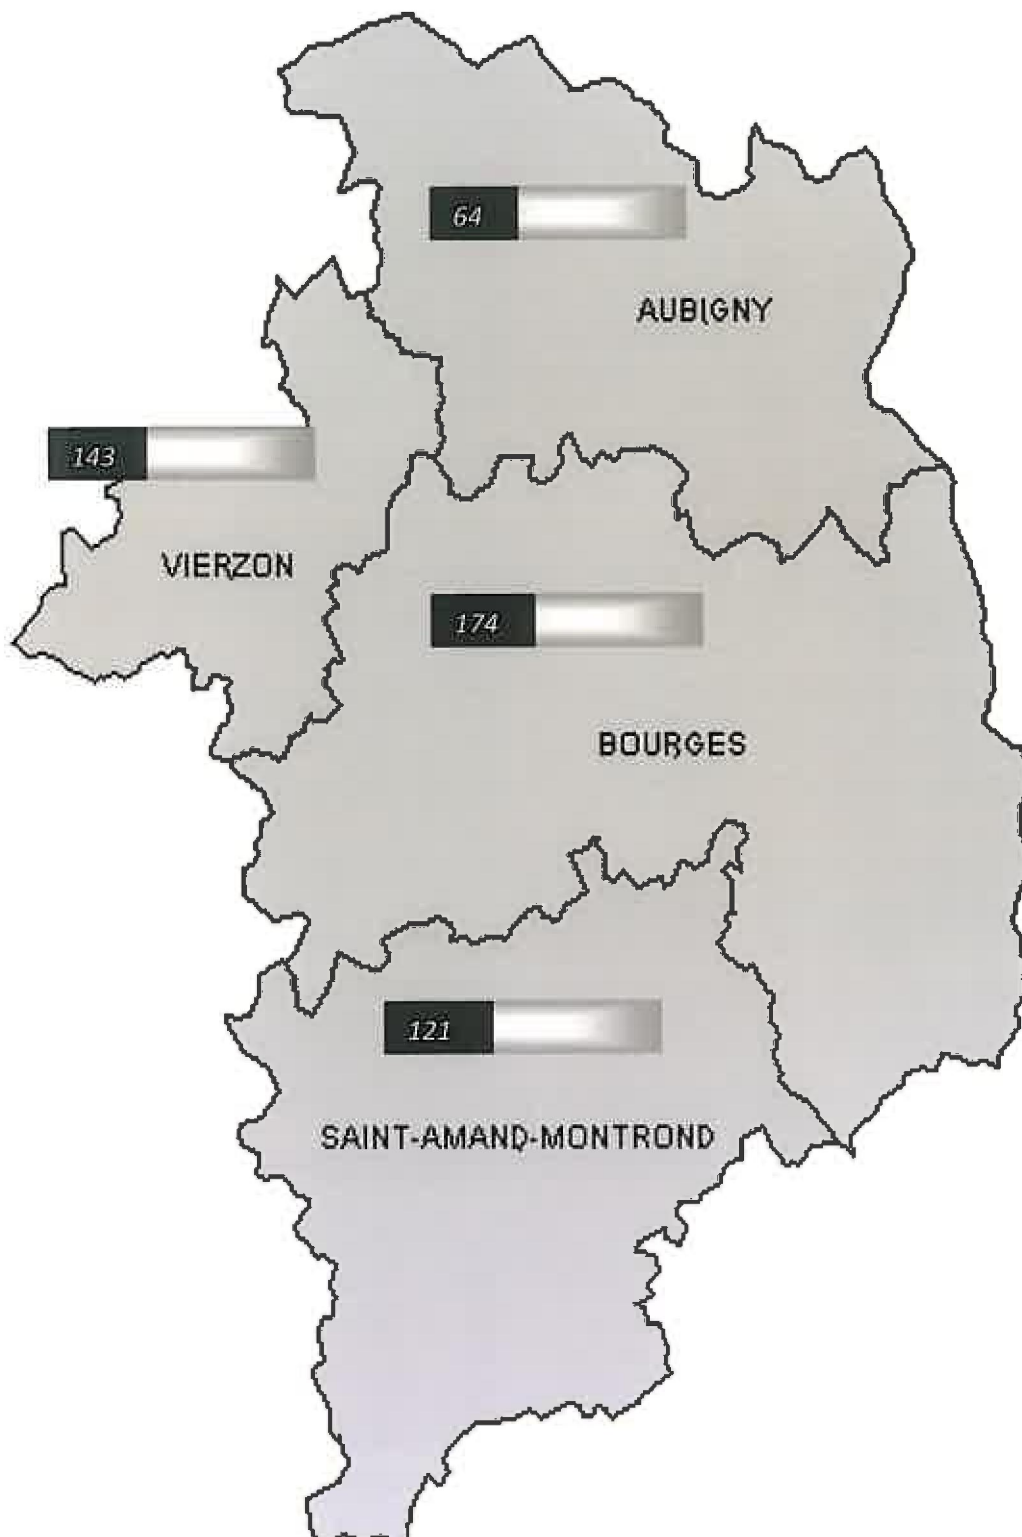 64
AUBIGNY
143
VIERZON
174
BOURGES
121
SAINT-AMAND-MONTROND